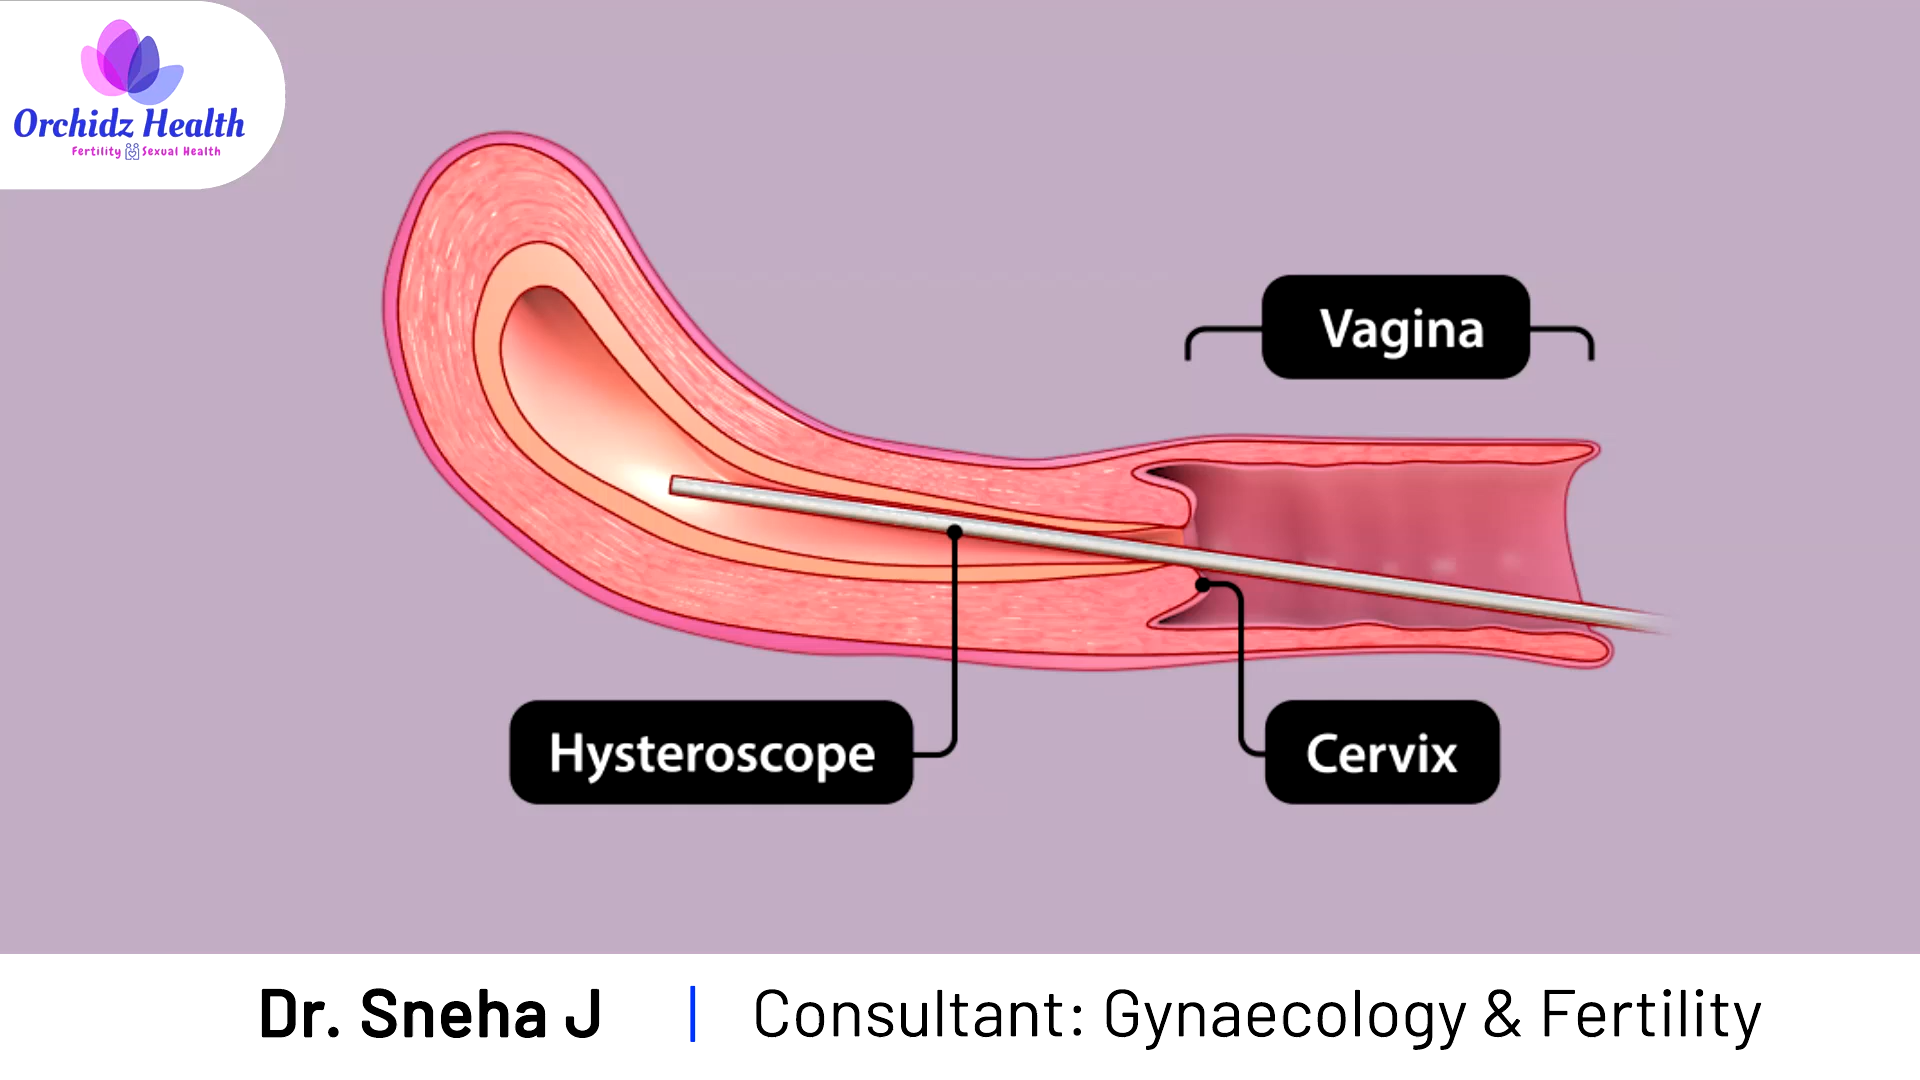 Orchidz Health
Fertility Sexual Health
Vagina
Hysteroscope
Cervix
Dr. Sneha J | Consultant: Gynaecology & Fertility